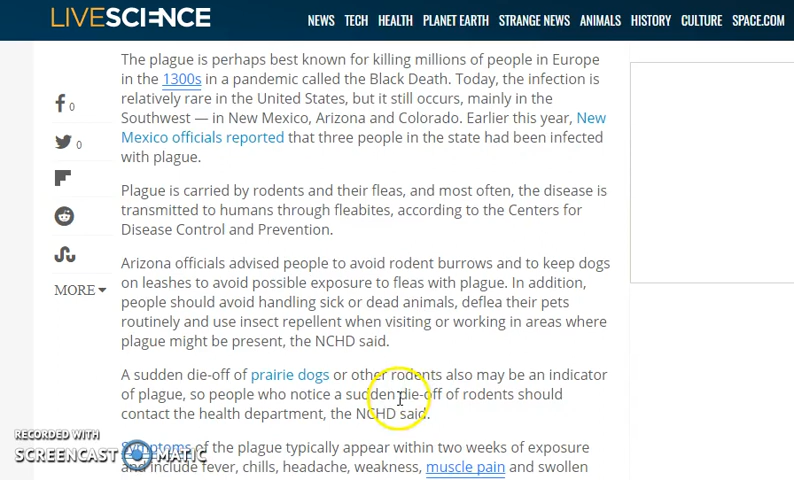 LIVESCIENCE
NEWS TECH HEALTH PLANET EARTH STRANGE NEWS ANIMALS HISTORY CULTURE SPACE.COM
The plague is perhaps best known for killing millions of people in Europe
in the 1300s in a pandemic called the Black Death. Today, the infection is
relatively rare in the United States, but it still occurs, mainly in the
Southwest — in New Mexico, Arizona and Colorado. Earlier this year, New
Mexico officials reported that three people in the state had been infected
with plague.
0
0
Plague is carried by rodents and their fleas, and most often, the disease is
transmitted to humans through fleabites, according to the Centers for
Disease Control and Prevention.
Arizona officials advised people to avoid rodent burrows and to keep dogs
on leashes to avoid possible exposure to fleas with plague. In addition,
people should avoid handling sick or dead animals, deflea their pets
routinely and use insect repellent when visiting or working in areas where
plague might be present, the NCHD said.
MORE
A sudden die-off of prairie dogs or other rodents also may be an indicator
of plague, so people who notice a sudden die-off of rodents should
contact the health department, the NCHD said.
Symptoms of the plague typically appear within two weeks of exposure
and include fever, chills, headache, weakness, muscle pain and swollen
RECORDED WITH
SCREENCAST MATIC